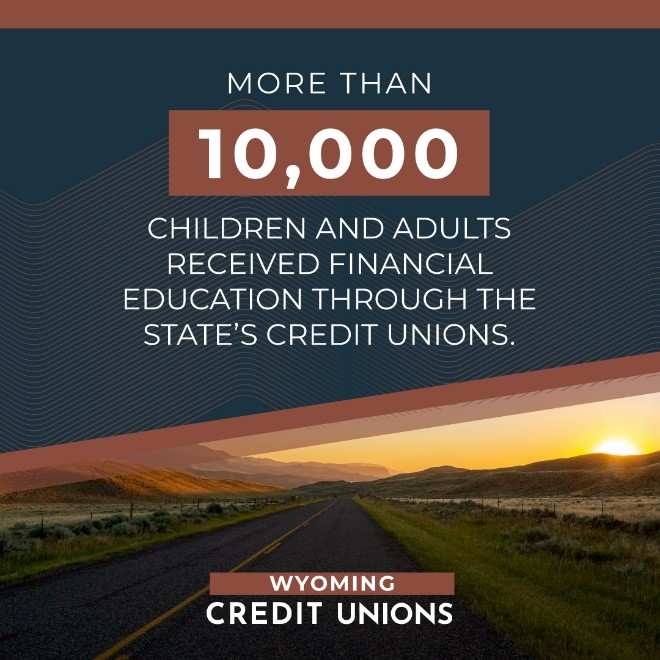 MORE THAN
10,000
CHILDREN AND ADULTS
RECEIVED FINANCIAL
EDUCATION THROUGH THE
STATE’S CREDIT UNIONS.
WYOMING
CREDIT UNIONS